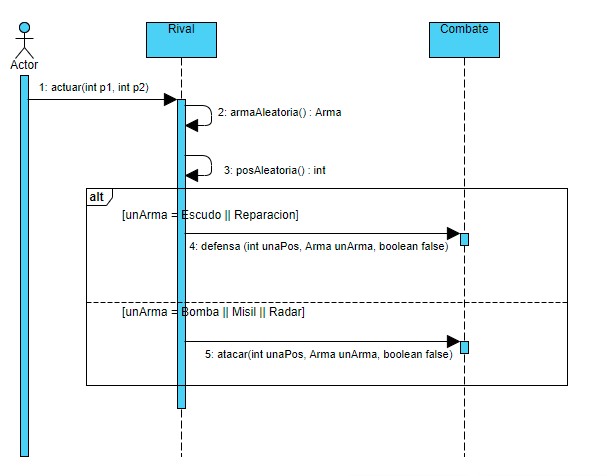 Rival
Combate
Actor
1: actuar(int p1, int p2)
2: armaAleatoria() : Arma
3: posAleatoria() : int
alt
[unArma = Escudo || Reparacion]
4: defensa (int unaPos, Arma unArma, boolean false)
[unArma = Bomba || Misil || Radar]
5: atacar(int unaPos, Arma unArma, boolean false)